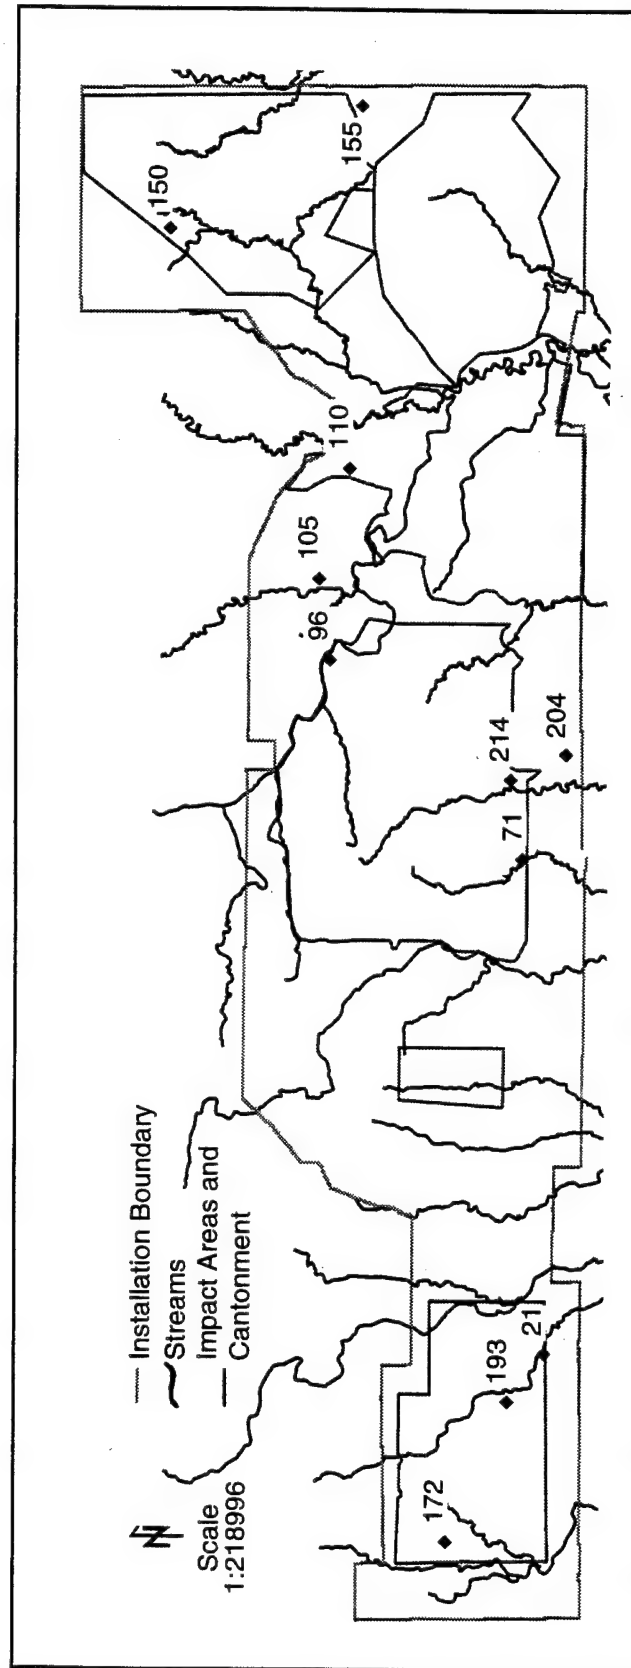 N
Scale
1:218996
Installation Boundary
Streams
Impact Areas and
Cantonment
150
155
110
105
96
214
204
71
193
21
172